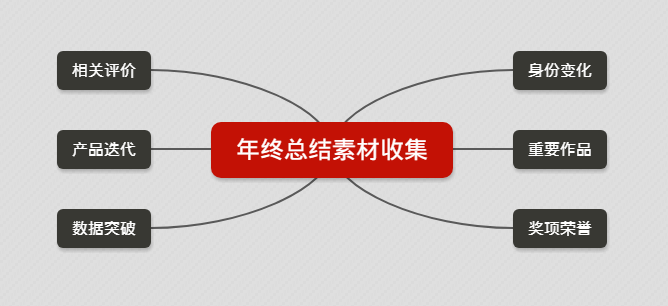 相关评价
身份变化
年终总结素材收集
产品迭代
重要作品
数据突破
奖项荣誉